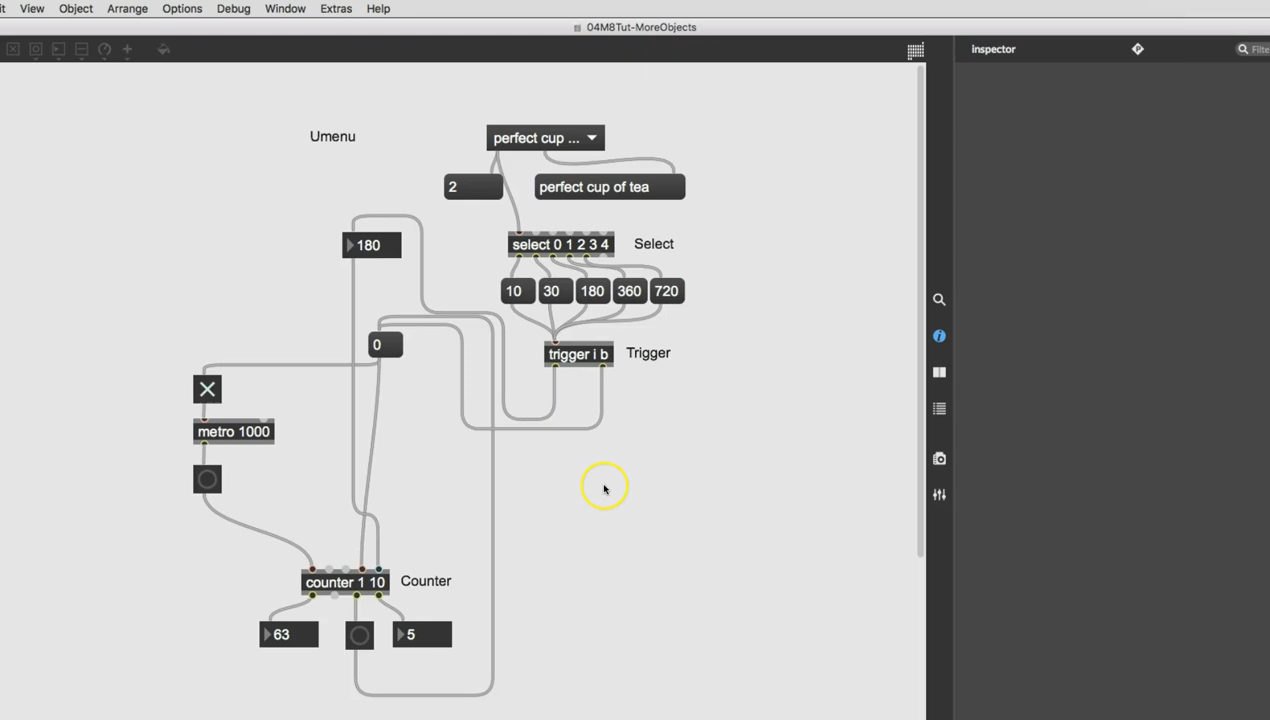 it View Object Arrange Options Debug Window Extras Help
04M8Tut-MoreObjects
inspector
Filte
Umenu
perfect cup ...
2
perfect cup of tea
180
select 0 1 2 3 4
Select
10
30
180
360
720
0
trigger i b
Trigger
metro 1000
counter 1 10
Counter
63
5